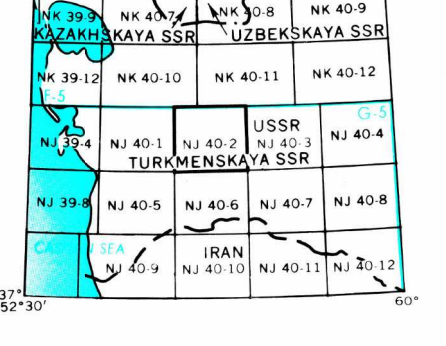 NK 39-9 NK 40-7 NK 40-8 NK 40-9
KAZAKHSKAYA SSR UZBEKSKAYA SSR
NK 39-12 NK 40-10 NK 40-11 NK 40-12
F-5 G-5
USSR
NJ 39-4 NJ 40-1 NJ 40-2 NJ 40-3 NJ 40-4
TURKMENSKAYA SSR
NJ 39-8 NJ 40-5 NJ 40-6 NJ 40-7 NJ 40-8
CASPIAN SEA IRAN
NJ 40-9 NJ 40-10 NJ 40-11 NJ 40-12
37°
52°30' 60°